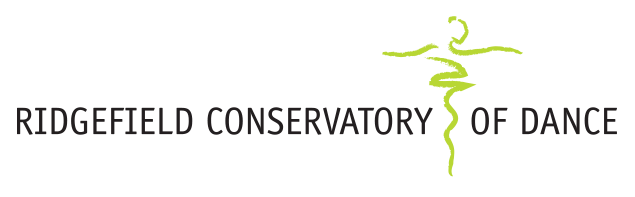 RIDGEFIELD CONSERVATORY OF DANCE